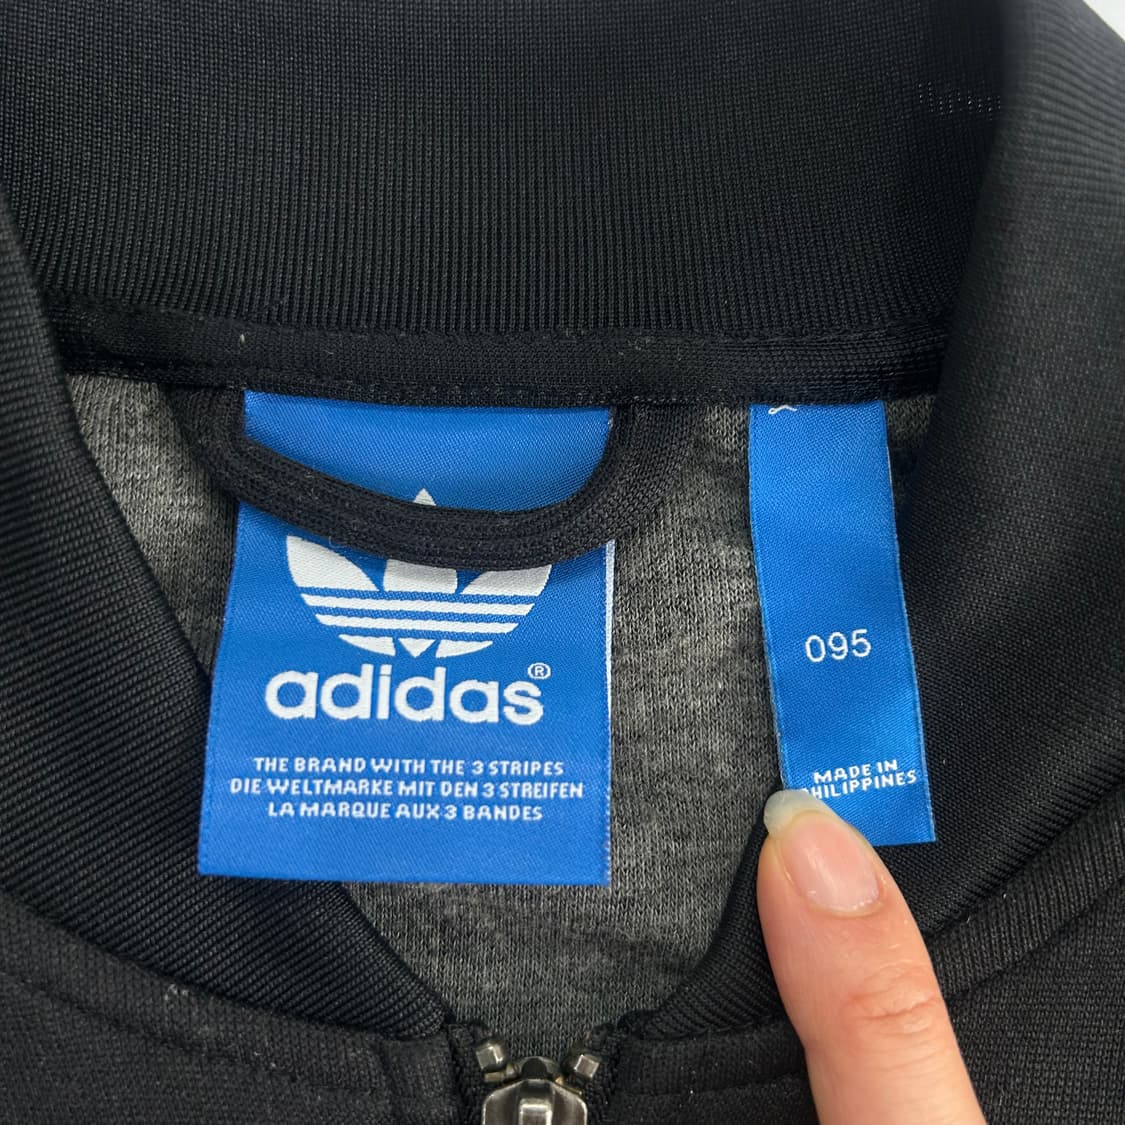 adidas®
THE BRAND WITH THE 3 STRIPES
DIE WELTMARKE MIT DEN 3 STREIFEN
LA MARQUE AUX 3 BANDES
095
MADE IN
PHILIPPINES